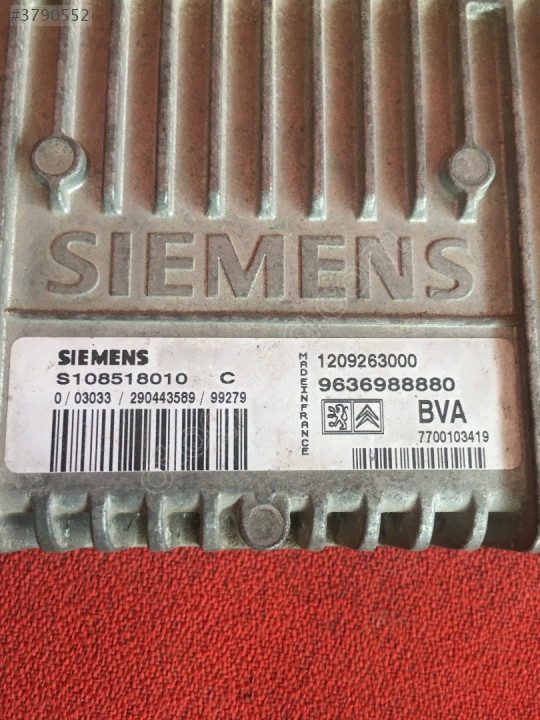 #3790552
SIEMENS
SIEMENS
S108518010 C
0 / 03033 / 290443589 / 99279
MADE IN FRANCE
1209263000
9636988880
BVA
7700103419